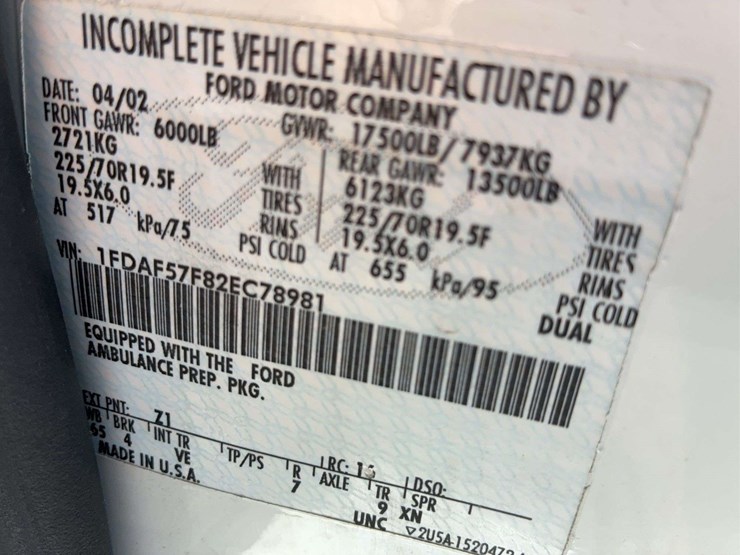 INCOMPLETE VEHICLE MANUFACTURED BY
FORD MOTOR COMPANY
DATE: 04/02 GVWR: 17500LB/7937KG
FRONT GAWR: 6000LB REAR GAWR: 13500LB
2721KG WITH 6123KG WITH
225/70R19.5F TIRES 225/70R19.5F TIRES
19.5X6.0 RIMS 19.5X6.0 RIMS
AT 517 kPa/75 PSI COLD AT 655 kPa/95 PSI COLD
DUAL
VIN: 1FDAF57F82EC78981
EQUIPPED WITH THE FORD
AMBULANCE PREP. PKG.
EXT PNT: Z1 RC: DSO:
WB BRK INT TR TP/PS R AXLE TR SPR
65 4 VE 7 9 XN
MADE IN U.S.A. UNC